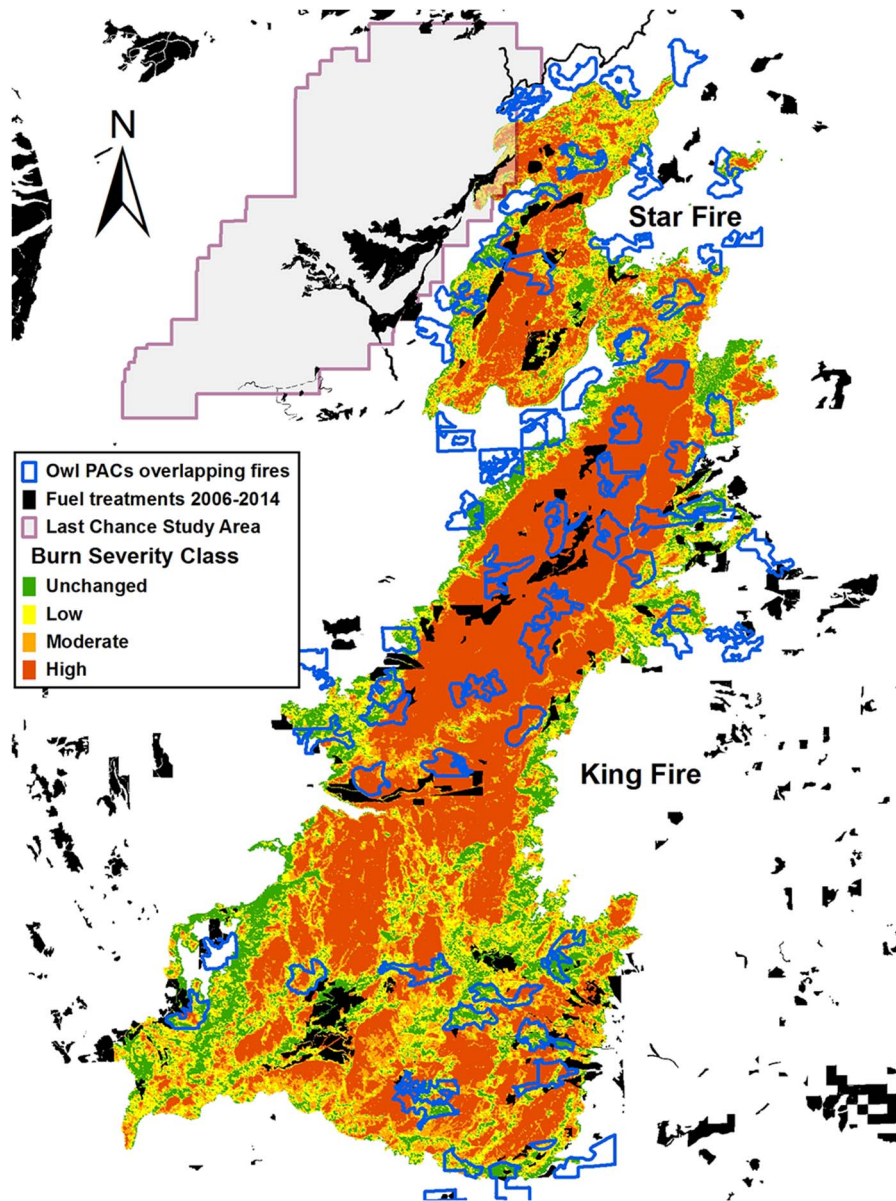 N
Star Fire
Owl PACs overlapping fires
Fuel treatments 2006-2014
Last Chance Study Area
Burn Severity Class
Unchanged
Low
Moderate
High
King Fire